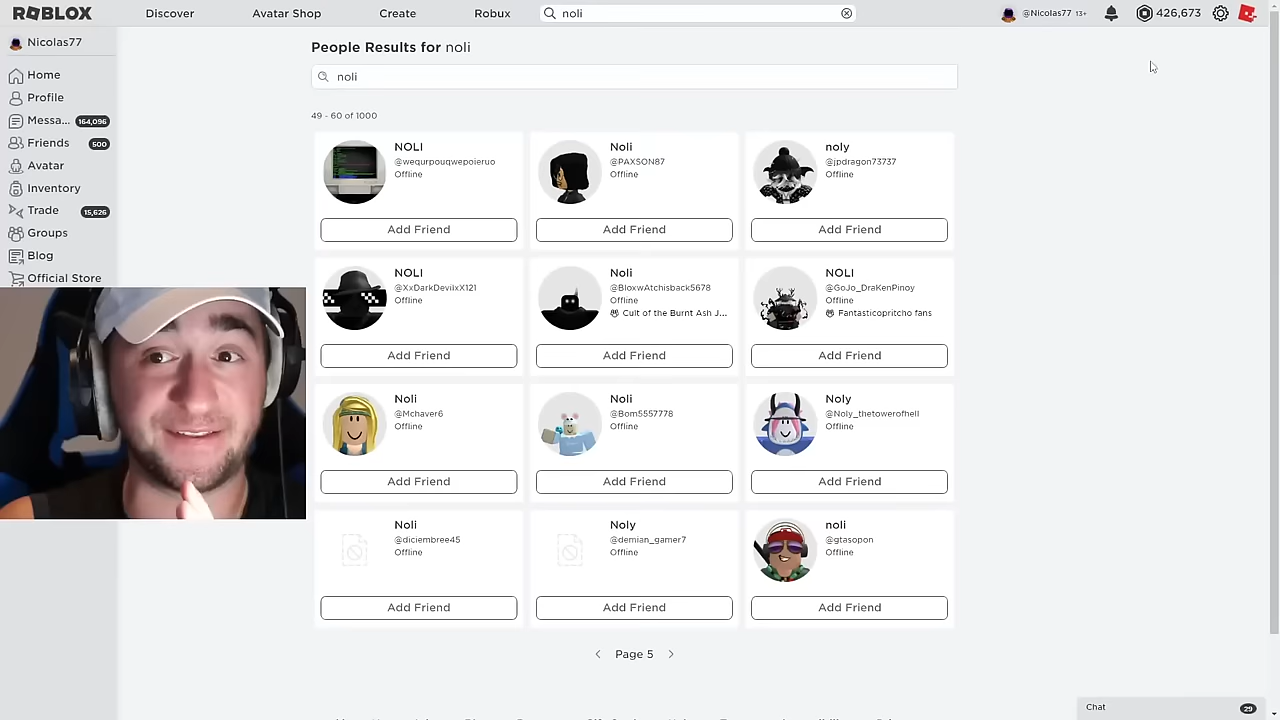 ROBLOX
Discover
Avatar Shop
Create
Robux
noli
@Nicolas77 13+
426,673
Nicolas77
Home
Profile
Messa... 164,096
Friends 500
Avatar
Inventory
Trade 15,626
Groups
Blog
Official Store
People Results for noli
noli
49 - 60 of 1000
NOLI
@wequrpouqwepoieruo
Offline
Add Friend
Noli
@PAXSON87
Offline
Add Friend
noly
@jpdragon73737
Offline
Add Friend
NOLI
@XxDarkDevilxX121
Offline
Add Friend
Noli
@BloxwAtchisback5678
Offline
Cult of the Burnt Ash J...
Add Friend
NOLI
@GoJo_DraKenPinoy
Offline
Fantasticopritcho fans
Add Friend
Noli
@Mchaver6
Offline
Add Friend
Noli
@Bom5557778
Offline
Add Friend
Noly
@Noly_thetowerofhell
Offline
Add Friend
Noli
@diciembree45
Offline
Add Friend
Noly
@demian_gamer7
Offline
Add Friend
noli
@gtasopon
Offline
Add Friend
Page 5
Chat 29